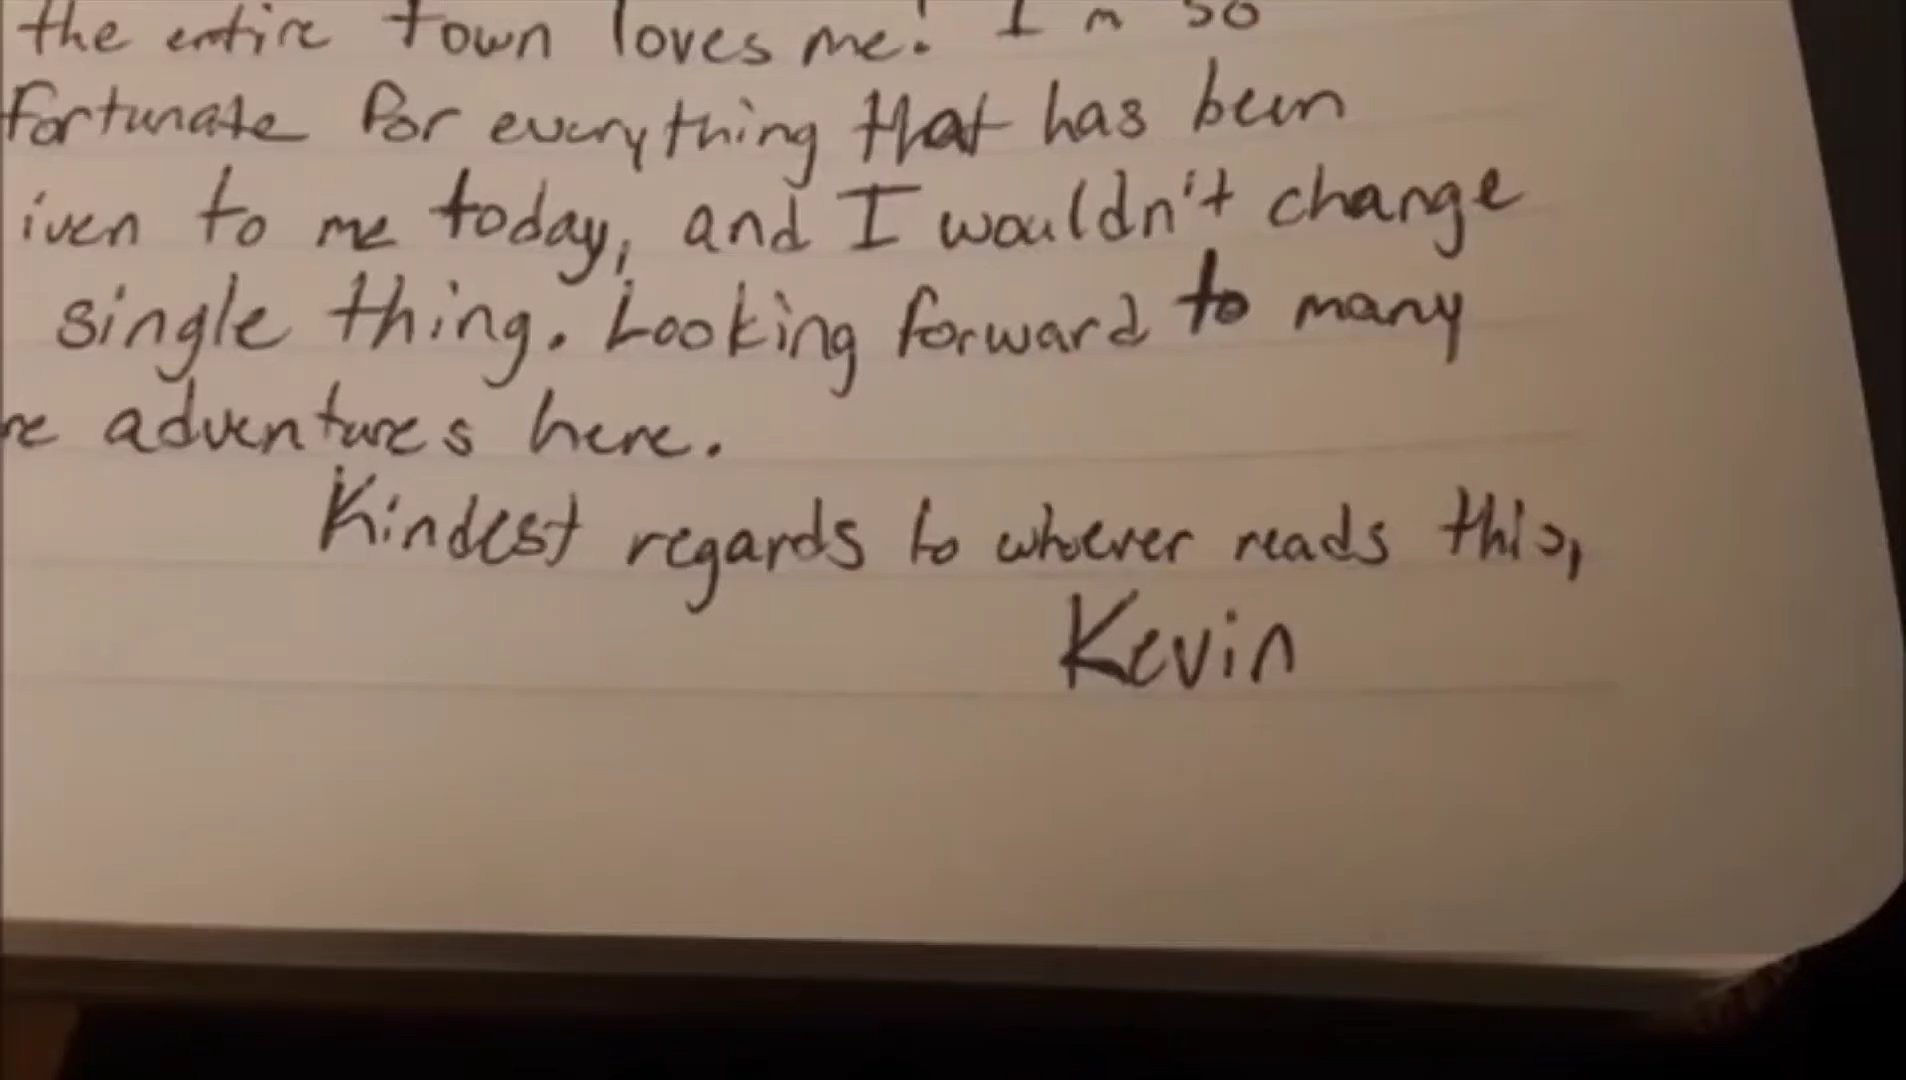 the entire town loves me! I'm so
fortunate for everything that has been
iven to me today, and I wouldn't change
single thing. Looking forward to many
re adventures here.
Kindest regards to whoever reads this,
Kevin